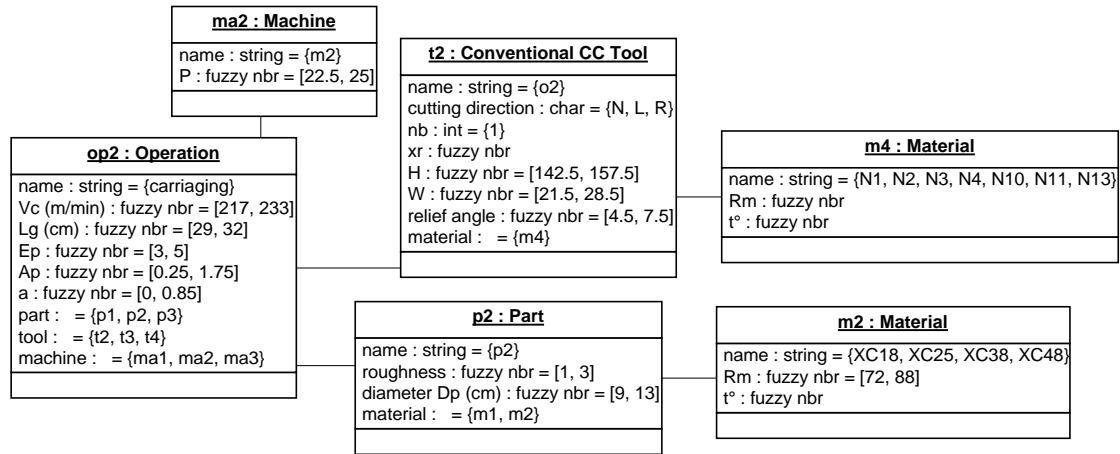 ma2 : Machine
name : string = {m2}
P : fuzzy nbr = [22.5, 25]
t2 : Conventional CC Tool
name : string = {o2}
cutting direction : char = {N, L, R}
nb : int = {1}
xr : fuzzy nbr
H : fuzzy nbr = [142.5, 157.5]
W : fuzzy nbr = [21.5, 28.5]
relief angle : fuzzy nbr = [4.5, 7.5]
material : = {m4}
m4 : Material
name : string = {N1, N2, N3, N4, N10, N11, N13}
Rm : fuzzy nbr
t° : fuzzy nbr
op2 : Operation
name : string = {carriaging}
Vc (m/min) : fuzzy nbr = [217, 233]
Lg (cm) : fuzzy nbr = [29, 32]
Ep : fuzzy nbr = [3, 5]
Ap : fuzzy nbr = [0.25, 1.75]
a : fuzzy nbr = [0, 0.85]
part : = {p1, p2, p3}
tool : = {t2, t3, t4}
machine : = {ma1, ma2, ma3}
p2 : Part
name : string = {p2}
roughness : fuzzy nbr = [1, 3]
diameter Dp (cm) : fuzzy nbr = [9, 13]
material : = {m1, m2}
m2 : Material
name : string = {XC18, XC25, XC38, XC48}
Rm : fuzzy nbr = [72, 88]
t° : fuzzy nbr